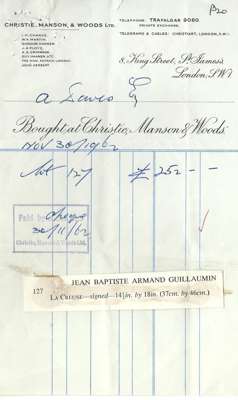 P20
TELEPHONE: TRAFALGAR 9060
PRIVATE EXCHANGE.
CHRISTIE, MANSON, & WOODS Ltd.
TELEGRAMS & CABLES: CHRISTIART, LONDON, S.W.1
8, King Street, St. James's,
London, S.W.1
Bought at Christie, Manson & Woods
Nov 30/1962
Lot 127 £ 252 - -
Paid by Cheque
30/11/62
Christie, Manson & Woods Ltd.
JEAN BAPTISTE ARMAND GUILLAUMIN
127 LA CREUSE—signed—14½in. by 18in. (37cm. by 46cm.)